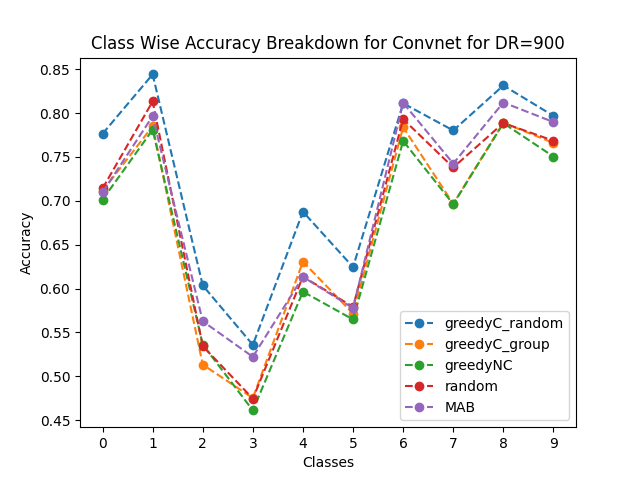 Class Wise Accuracy Breakdown for Convnet for DR=900
0.85
0.80
0.75
0.70
0.65
0.60
0.55
0.50
0.45
Accuracy
greedyC_random
greedyC_group
greedyNC
random
MAB
0 1 2 3 4 5 6 7 8 9
Classes